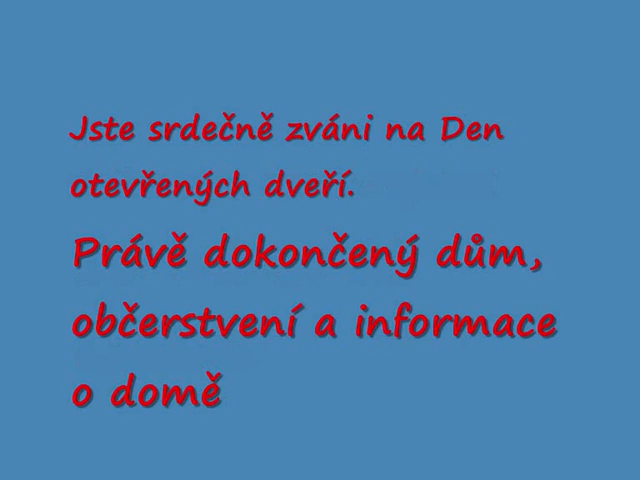 Jste srdečně zváni na Den
otevřených dveří.
Právě dokončený dům,
občerstvení a informace
o domě